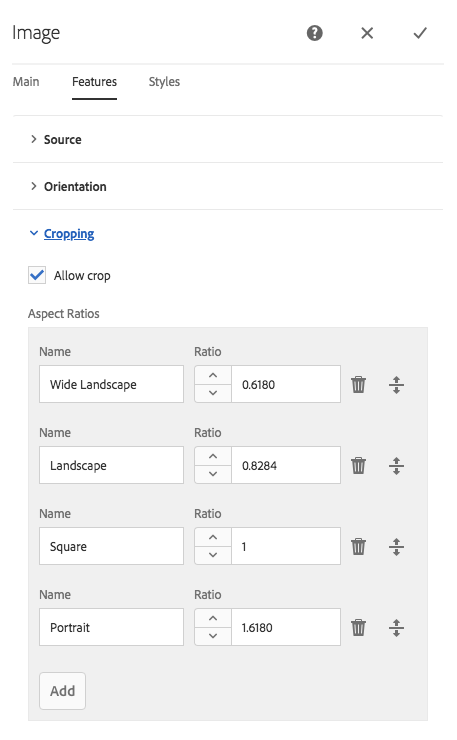 Image
Main Features Styles
Source
Orientation
Cropping
Allow crop
Aspect Ratios
Name Ratio
Wide Landscape 0.6180
Name Ratio
Landscape 0.8284
Name Ratio
Square 1
Name Ratio
Portrait 1.6180
Add